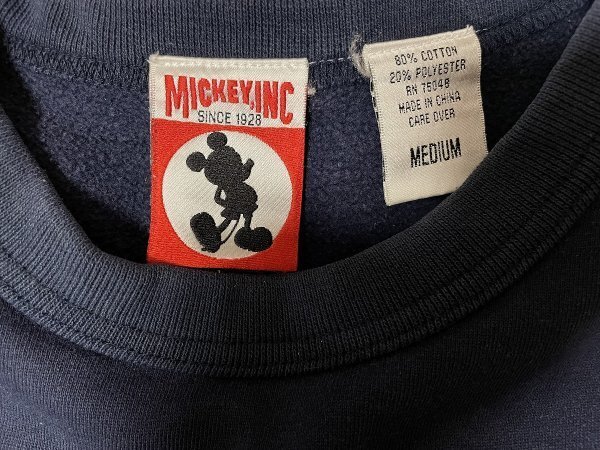 MICKEY,INC
SINCE 1928
80% COTTON
20% POLYESTER
RN 75048
MADE IN CHINA
CARE OVER
MEDIUM